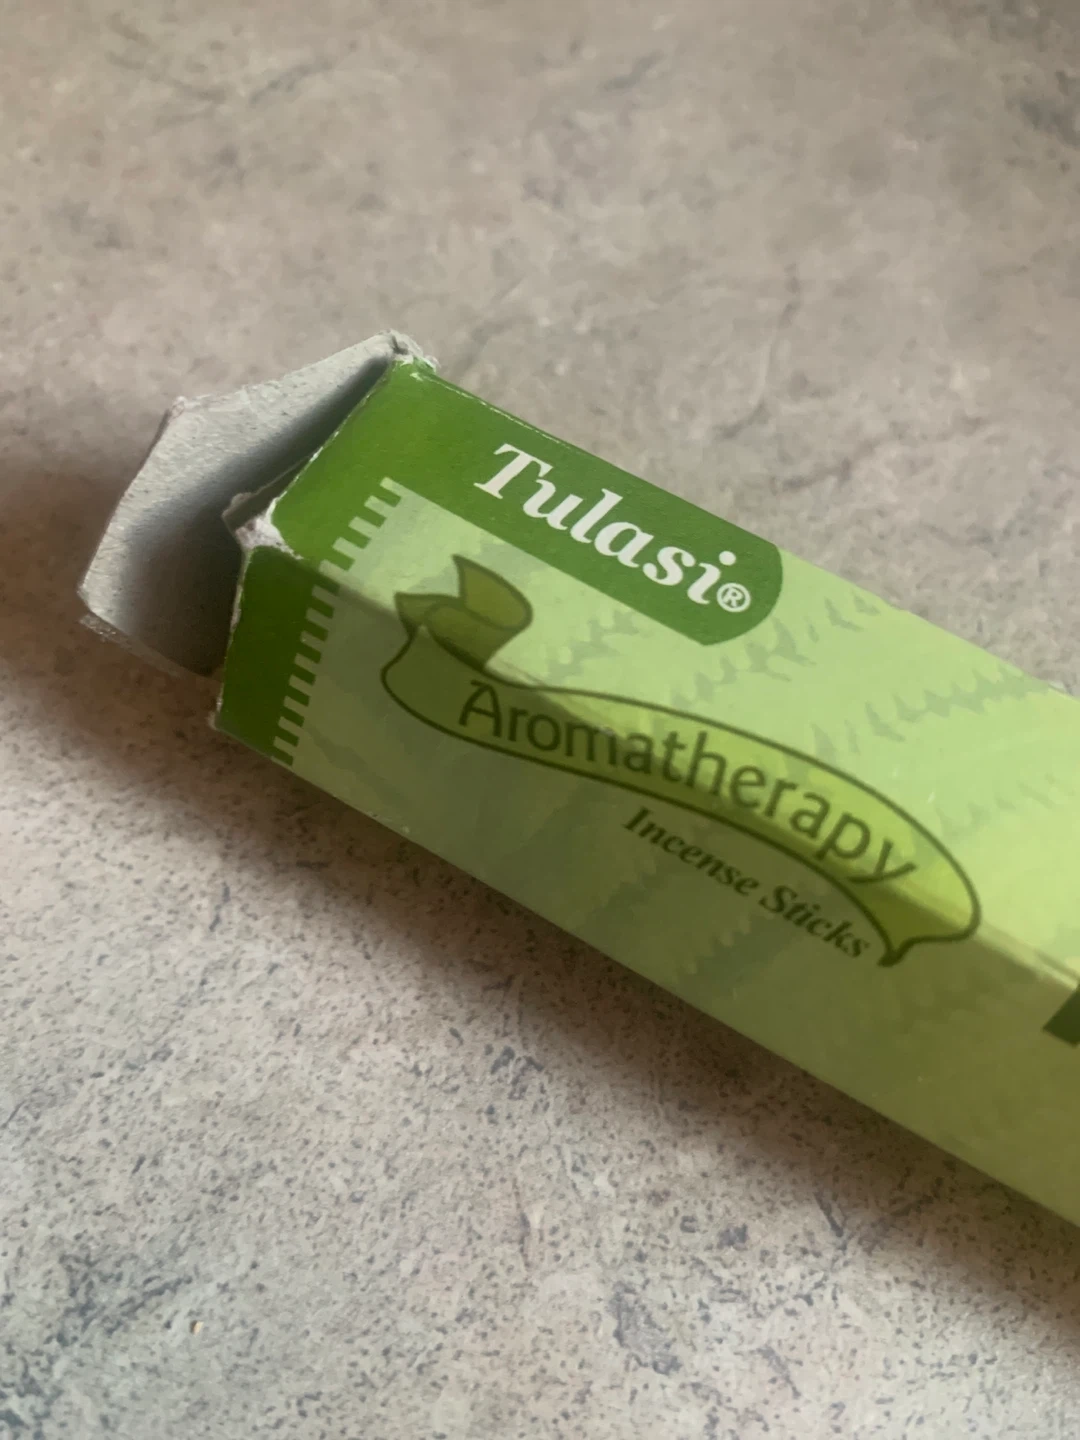 Tulasi®
Aromatherapy
Incense Sticks